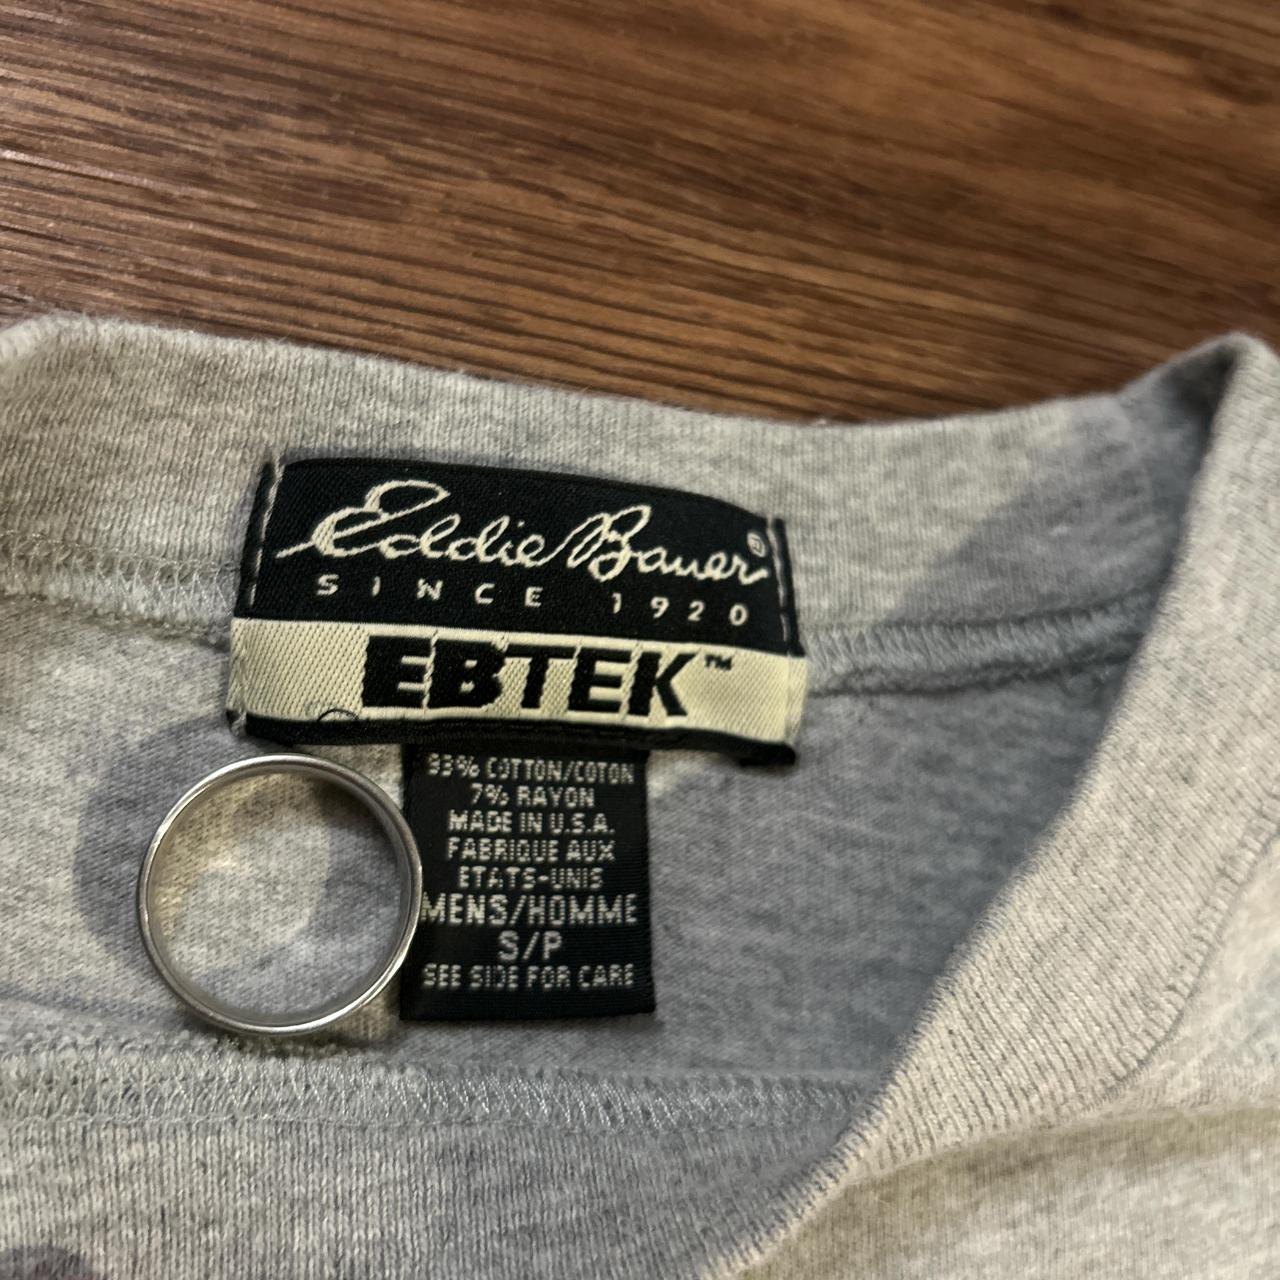 Eddie Bauer®
SINCE 1920
EBTEK™
93% COTTON/COTON
7% RAYON
MADE IN U.S.A.
FABRIQUE AUX
ETATS-UNIS
MENS/HOMME
S/P
SEE SIDE FOR CARE